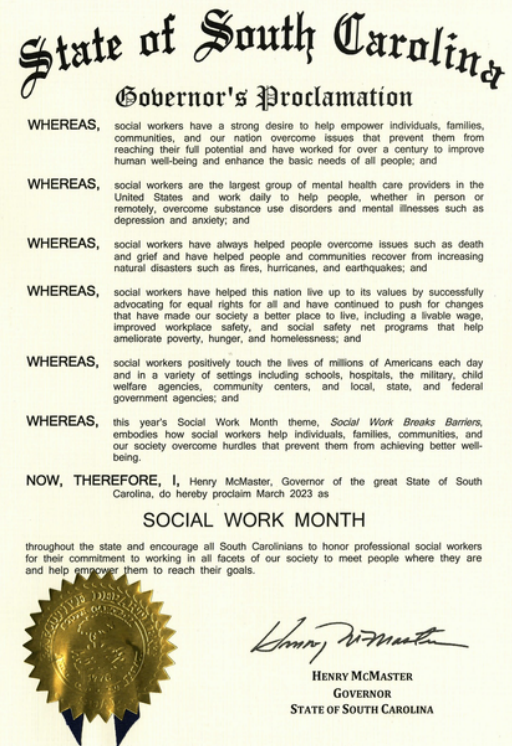 State of South Carolina
Governor's Proclamation
WHEREAS, social workers have a strong desire to help empower individuals, families,
communities, and our nation overcome issues that prevent them from
reaching their full potential and have worked for over a century to improve
human well-being and enhance the basic needs of all people; and
WHEREAS, social workers are the largest group of mental health care providers in the
United States and work daily to help people, whether in person or
remotely, overcome substance use disorders and mental illnesses such as
depression and anxiety; and
WHEREAS, social workers have always helped people overcome issues such as death
and grief and have helped people and communities recover from increasing
natural disasters such as fires, hurricanes, and earthquakes; and
WHEREAS, social workers have helped this nation live up to its values by successfully
advocating for equal rights for all and have continued to push for changes
that have made our society a better place to live, including a livable wage,
improved workplace safety, and social safety net programs that help
ameliorate poverty, hunger, and homelessness; and
WHEREAS, social workers positively touch the lives of millions of Americans each day
and in a variety of settings including schools, hospitals, the military, child
welfare agencies, community centers, and local, state, and federal
government agencies; and
WHEREAS, this year's Social Work Month theme, Social Work Breaks Barriers,
embodies how social workers help individuals, families, communities, and
our society overcome hurdles that prevent them from achieving better well-
being.
NOW, THEREFORE, I, Henry McMaster, Governor of the great State of South
Carolina, do hereby proclaim March 2023 as
SOCIAL WORK MONTH
throughout the state and encourage all South Carolinians to honor professional social workers
for their commitment to working in all facets of our society to meet people where they are
and help empower them to reach their goals.
Henry McMaster
HENRY MCMASTER
GOVERNOR
STATE OF SOUTH CAROLINA
1776